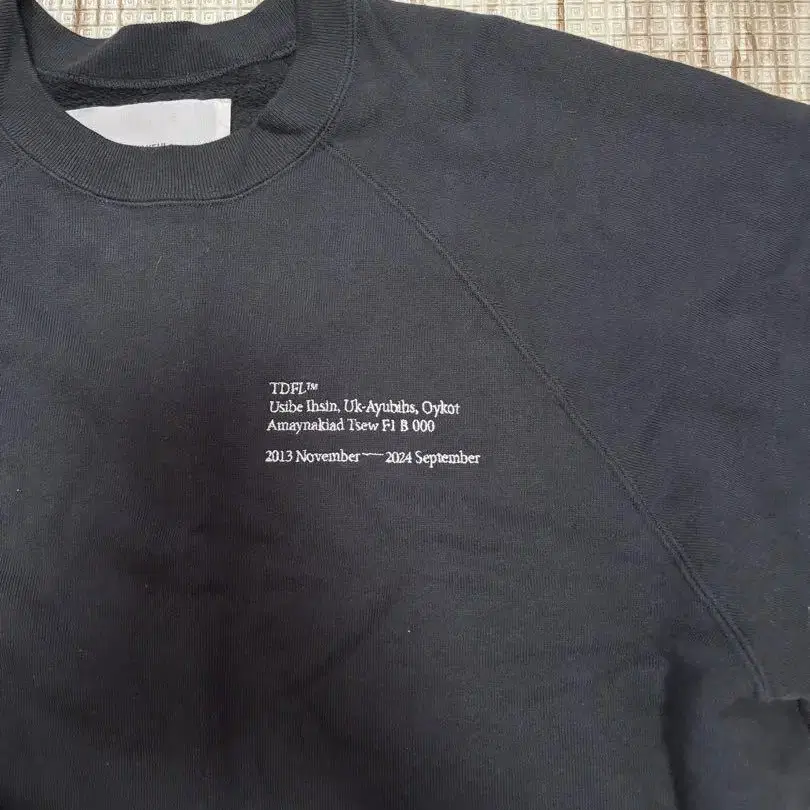 TDFL™
Usibe Ihsin, Uk-Ayubihs, Oykot
Amaynakiad Tsew F1 B 000
2013 November — 2024 September